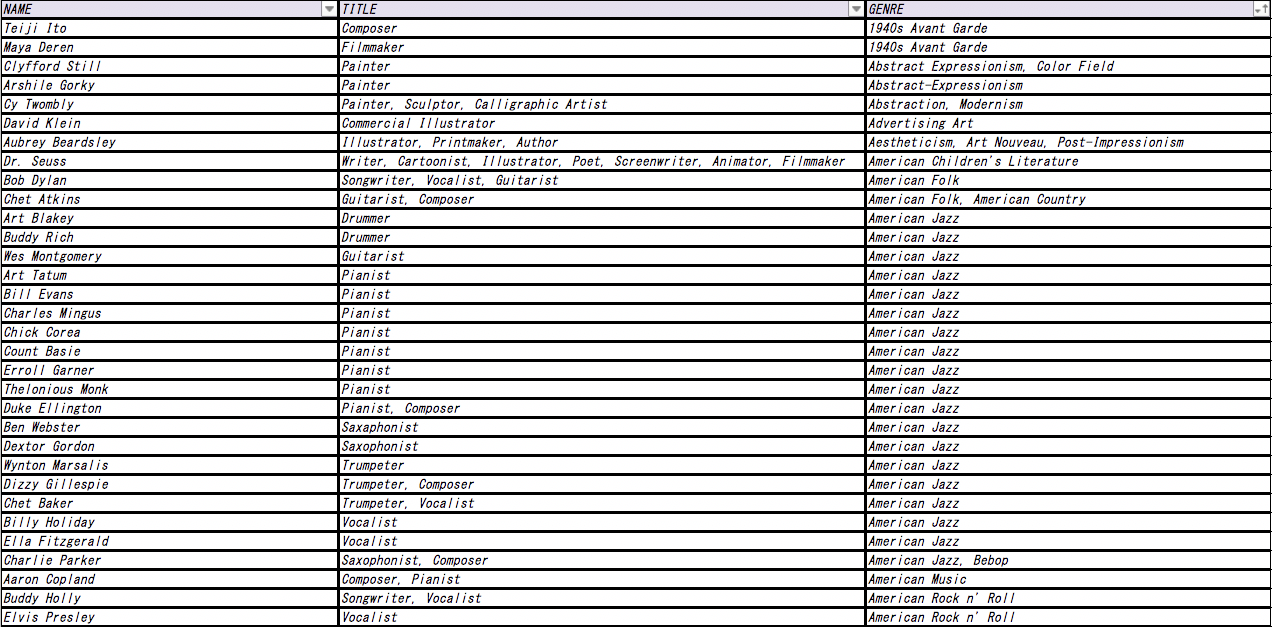 NAME TITLE GENRE
Teiji Ito Composer 1940s Avant Garde
Maya Deren Filmmaker 1940s Avant Garde
Clyfford Still Painter Abstract Expressionism, Color Field
Arshile Gorky Painter Abstract-Expressionism
Cy Twombly Painter, Sculptor, Calligraphic Artist Abstraction, Modernism
David Klein Commercial Illustrator Advertising Art
Aubrey Beardsley Illustrator, Printmaker, Author Aestheticism, Art Nouveau, Post-Impressionism
Dr. Seuss Writer, Cartoonist, Illustrator, Poet, Screenwriter, Animator, Filmmaker American Children's Literature
Bob Dylan Songwriter, Vocalist, Guitarist American Folk
Chet Atkins Guitarist, Composer American Folk, American Country
Art Blakey Drummer American Jazz
Buddy Rich Drummer American Jazz
Wes Montgomery Guitarist American Jazz
Art Tatum Pianist American Jazz
Bill Evans Pianist American Jazz
Charles Mingus Pianist American Jazz
Chick Corea Pianist American Jazz
Count Basie Pianist American Jazz
Erroll Garner Pianist American Jazz
Thelonious Monk Pianist American Jazz
Duke Ellington Pianist, Composer American Jazz
Ben Webster Saxaphonist American Jazz
Dextor Gordon Saxophonist American Jazz
Wynton Marsalis Trumpeter American Jazz
Dizzy Gillespie Trumpeter, Composer American Jazz
Chet Baker Trumpeter, Vocalist American Jazz
Billy Holiday Vocalist American Jazz
Ella Fitzgerald Vocalist American Jazz
Charlie Parker Saxophonist, Composer American Jazz, Bebop
Aaron Copland Composer, Pianist American Music
Buddy Holly Songwriter, Vocalist American Rock n' Roll
Elvis Presley Vocalist American Rock n' Roll